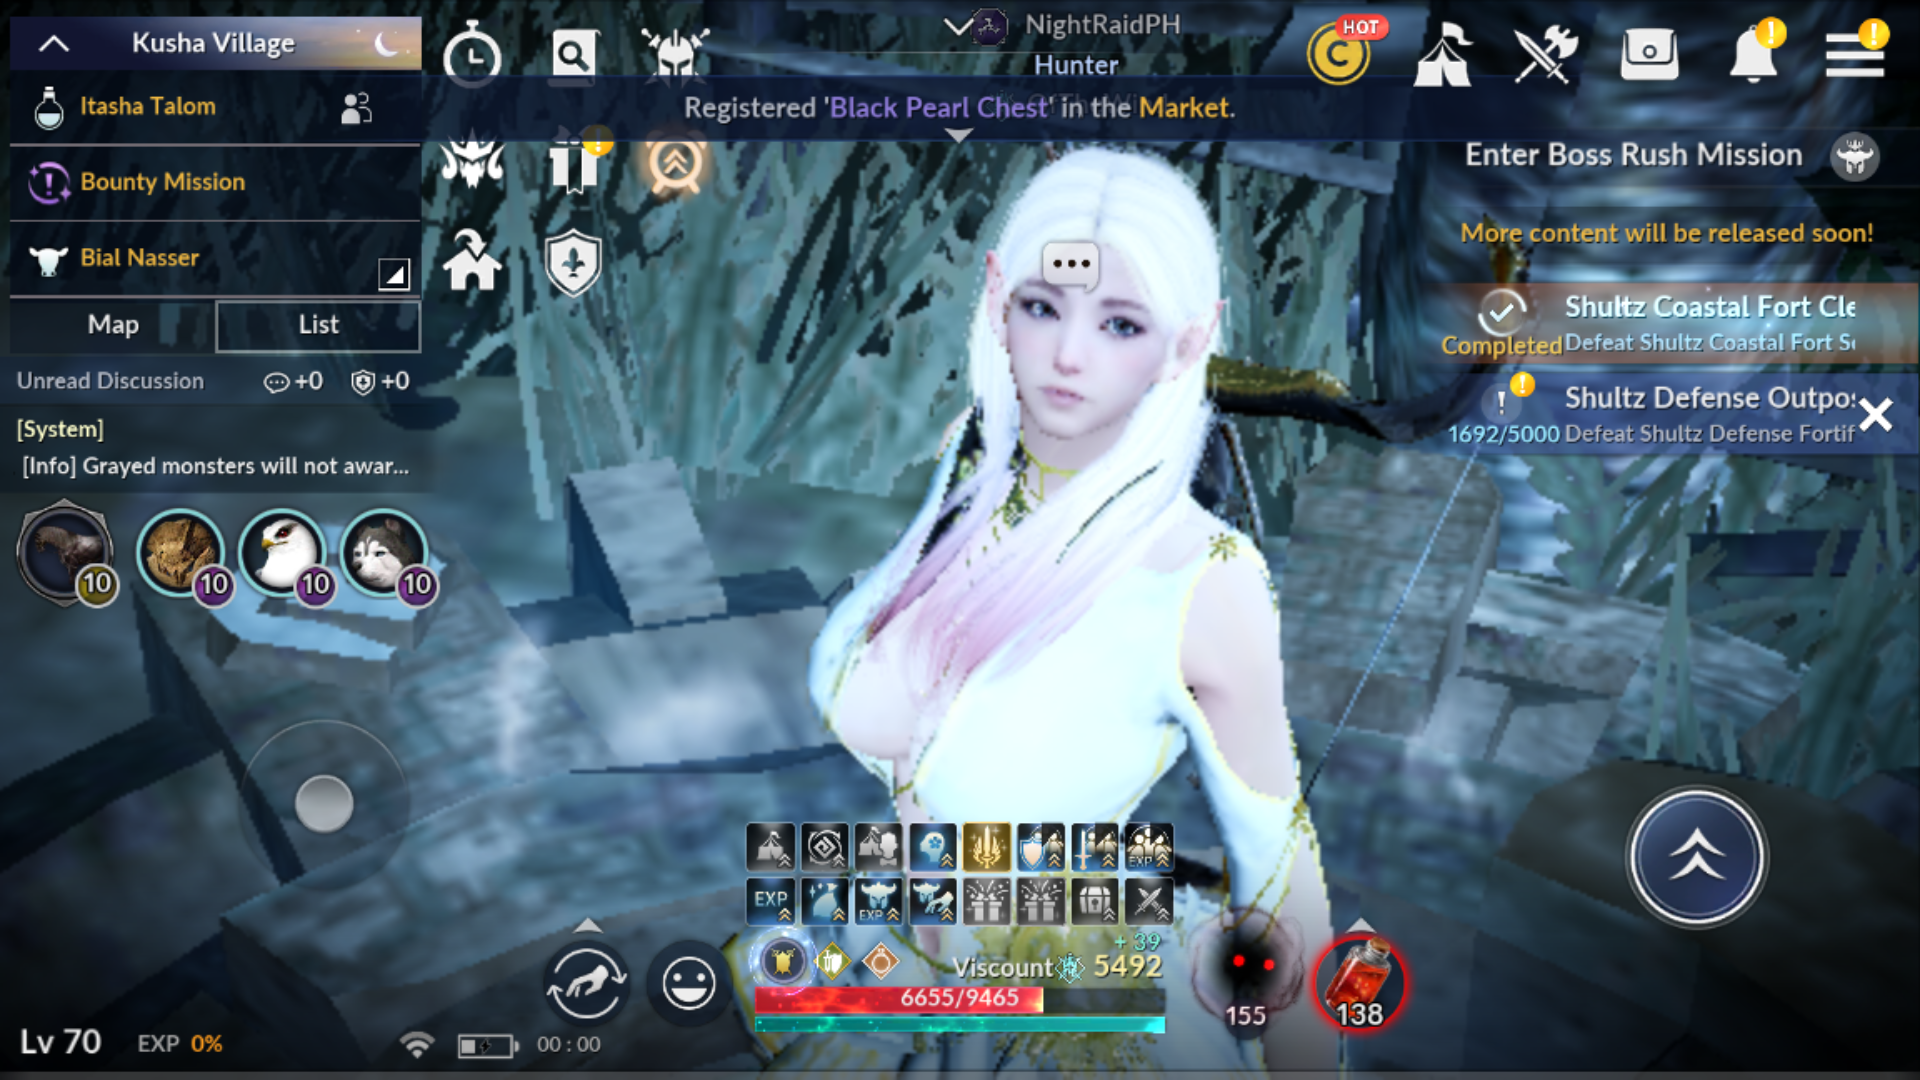 Kusha Village
NightRaidPH
HOT
Hunter
Itasha Talom
Registered 'Black Pearl Chest' in the Market.
Enter Boss Rush Mission
Bounty Mission
More content will be released soon!
Bial Nasser
Map
List
Shultz Coastal Fort Cle
Completed
Defeat Shultz Coastal Fort S
Unread Discussion
+0
+0
Shultz Defense Outpo
1692/5000
Defeat Shultz Defense Fortif
[System]
[Info] Grayed monsters will not awar...
10
10
10
10
EXP
EXP
EXP
+ 39
Viscount
5492
6655/9465
155
138
Lv 70
EXP 0%
00 : 00